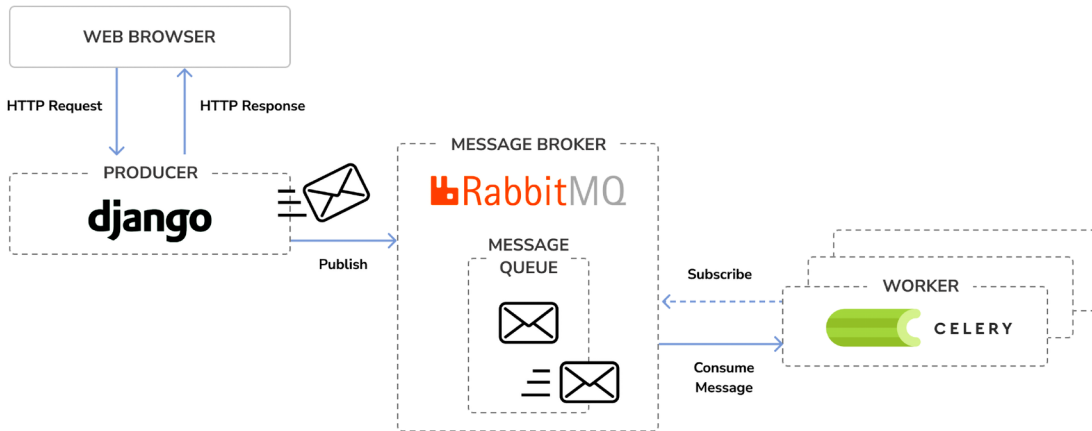 WEB BROWSER
HTTP Request
HTTP Response
PRODUCER
django
Publish
MESSAGE BROKER
RabbitMQ
MESSAGE
QUEUE
Subscribe
Consume
Message
WORKER
CELERY